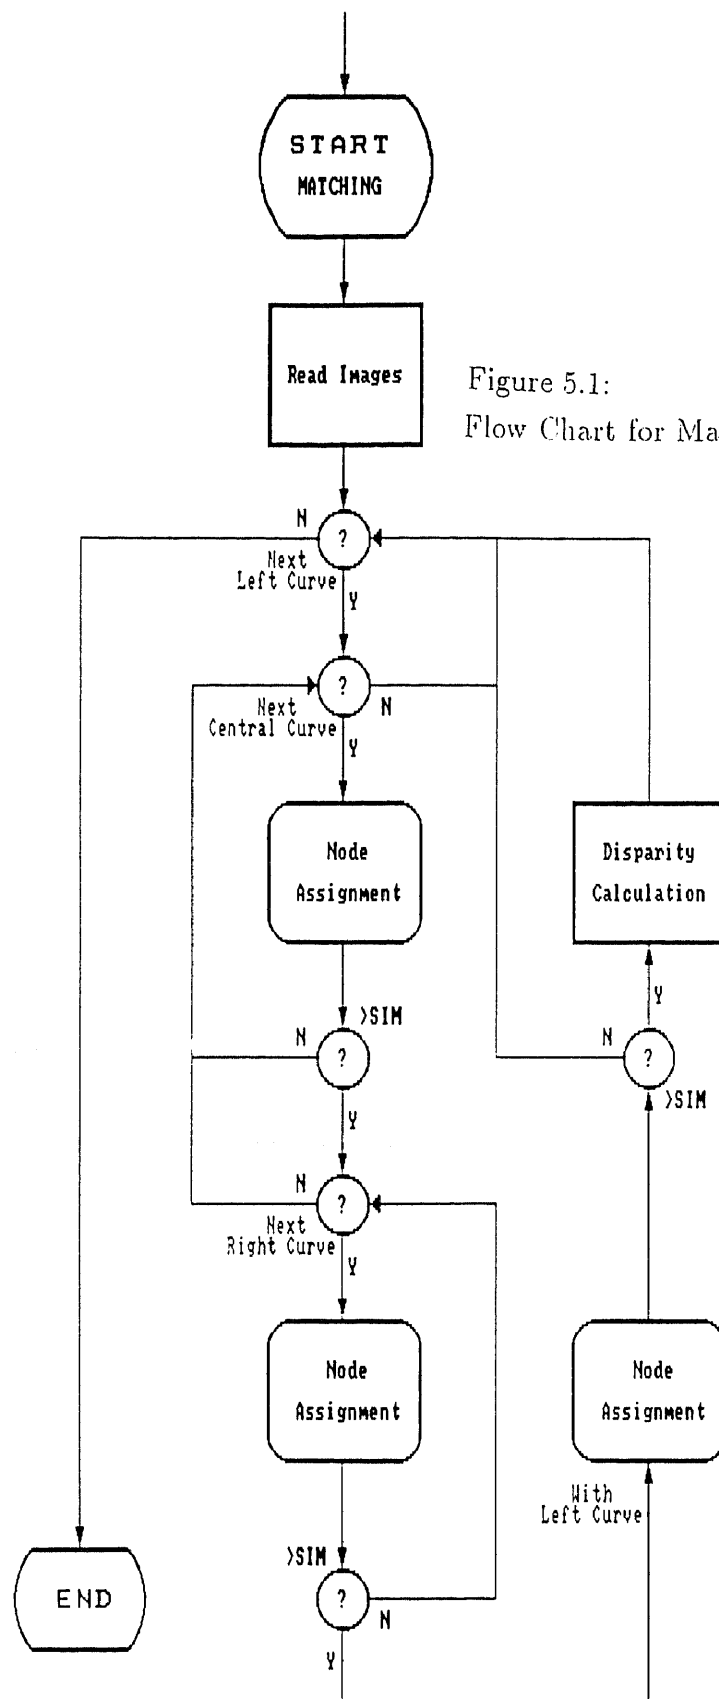 START
MATCHING
Read Images
Figure 5.1:
Flow Chart for Ma
N
?
Next
Left Curve
Y
?
N
Next
Central Curve
Y
Node
Assignment
Disparity
Calculation
Y
>SIM
N
?
N
?
>SIM
Y
N
?
Next
Right Curve
Y
Node
Assignment
Node
Assignment
With
Left Curve
>SIM
END
?
N
Y